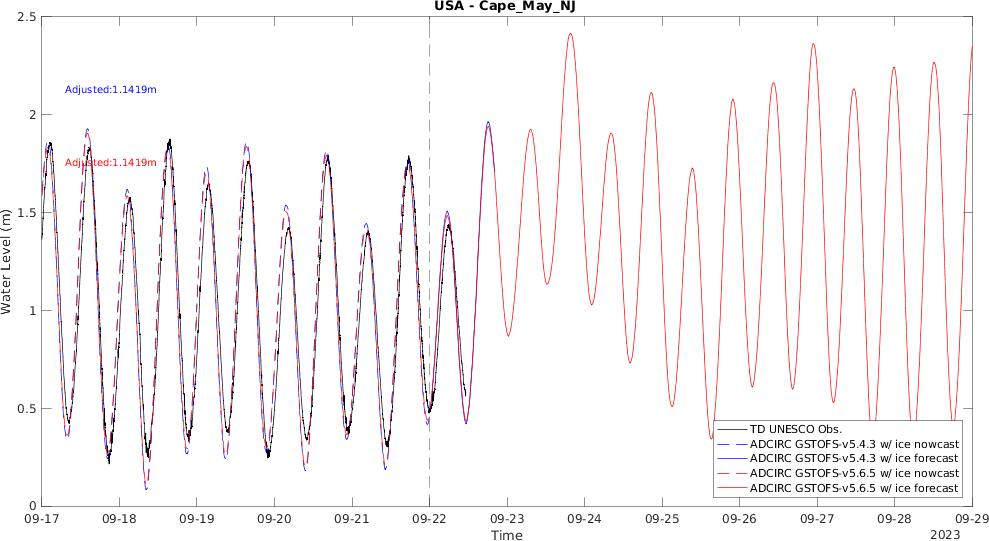 USA - Cape_May_NJ
2.5
2
1.5
1
0.5
0
Water Level (m)
Adjusted:1.1419m
Adjusted:1.1419m
TD UNESCO Obs.
ADCIRC GSTOFS-v5.4.3 w/ ice nowcast
ADCIRC GSTOFS-v5.4.3 w/ ice forecast
ADCIRC GSTOFS-v5.6.5 w/ ice nowcast
ADCIRC GSTOFS-v5.6.5 w/ ice forecast
09-17 09-18 09-19 09-20 09-21 09-22 09-23 09-24 09-25 09-26 09-27 09-28 09-29
Time
2023